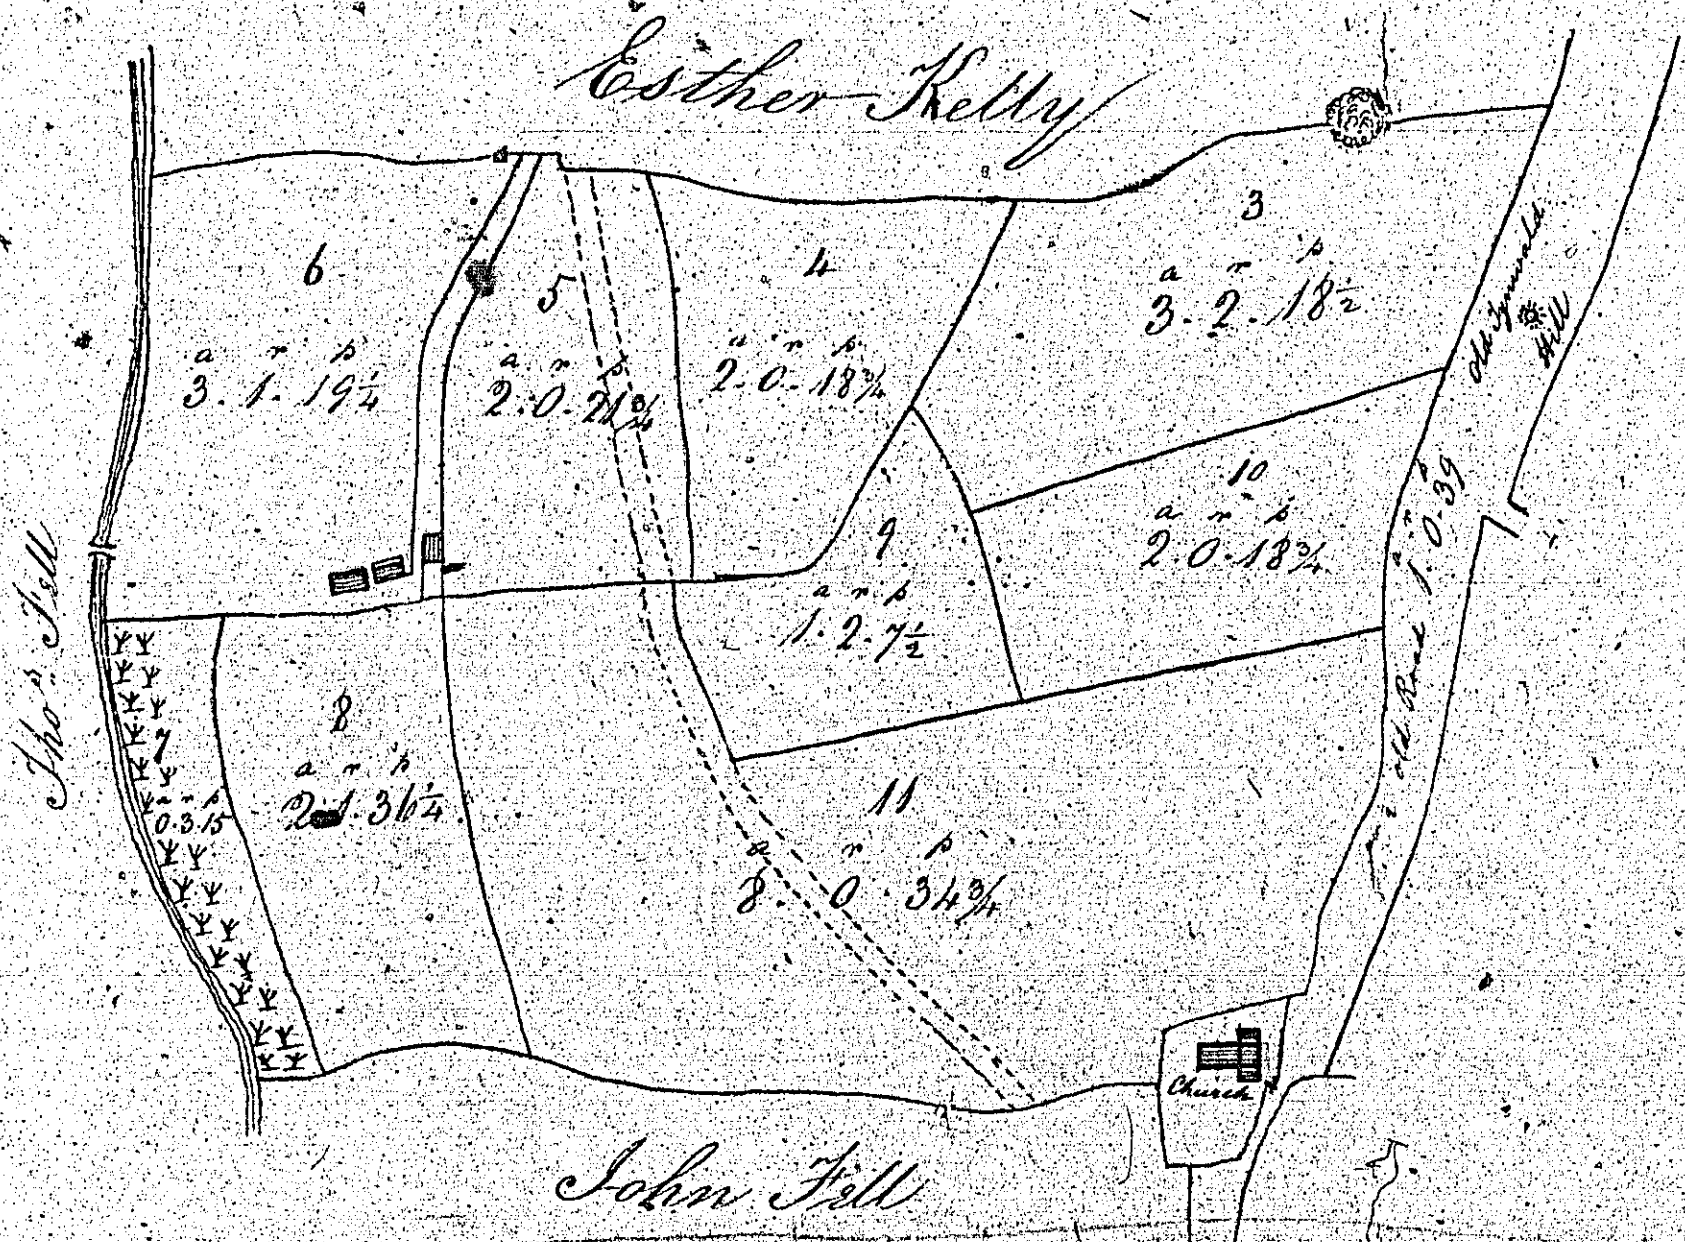 Esther Kelly
3
a r p
3. 2. 18½
4
a r p
2. 0. 18¾
5
a r p
2. 0. 21¾
6
a r p
3. 1. 19¼
Old Tynwald
Hill
10
a r p
2. 0. 18¾
9
a r p
1. 2. 7½
a r p
1. 0. 39
old Road
Thos. Fell
7
a r p
0. 3. 15
8
a r p
2. 1. 36¼
11
a r p
8. 0. 34¾
Church
John Fell